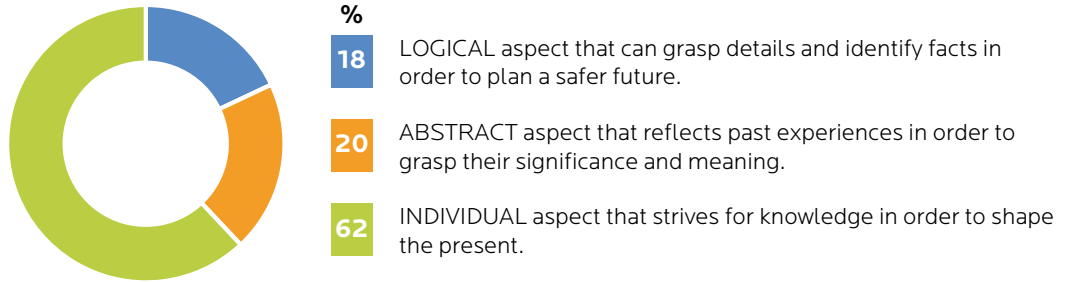 %
18
LOGICAL aspect that can grasp details and identify facts in
order to plan a safer future.
20
ABSTRACT aspect that reflects past experiences in order to
grasp their significance and meaning.
62
INDIVIDUAL aspect that strives for knowledge in order to shape
the present.